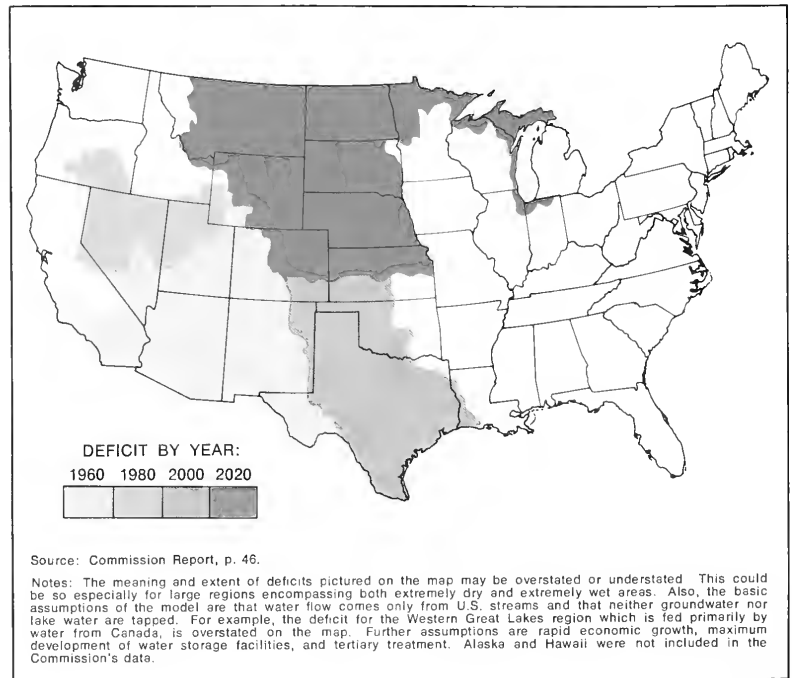 DEFICIT BY YEAR:
1960 1980 2000 2020
Source: Commission Report, p. 46.
Notes: The meaning and extent of deficits pictured on the map may be overstated or understated This could
be so especially for large regions encompassing both extremely dry and extremely wet areas. Also, the basic
assumptions of the model are that water flow comes only from U.S. streams and that neither groundwater nor
lake water are tapped. For example, the deficit for the Western Great Lakes region which is fed primarily by
water from Canada, is overstated on the map. Further assumptions are rapid economic growth, maximum
development of water storage facilities, and tertiary treatment. Alaska and Hawaii were not included in the
Commission's data.